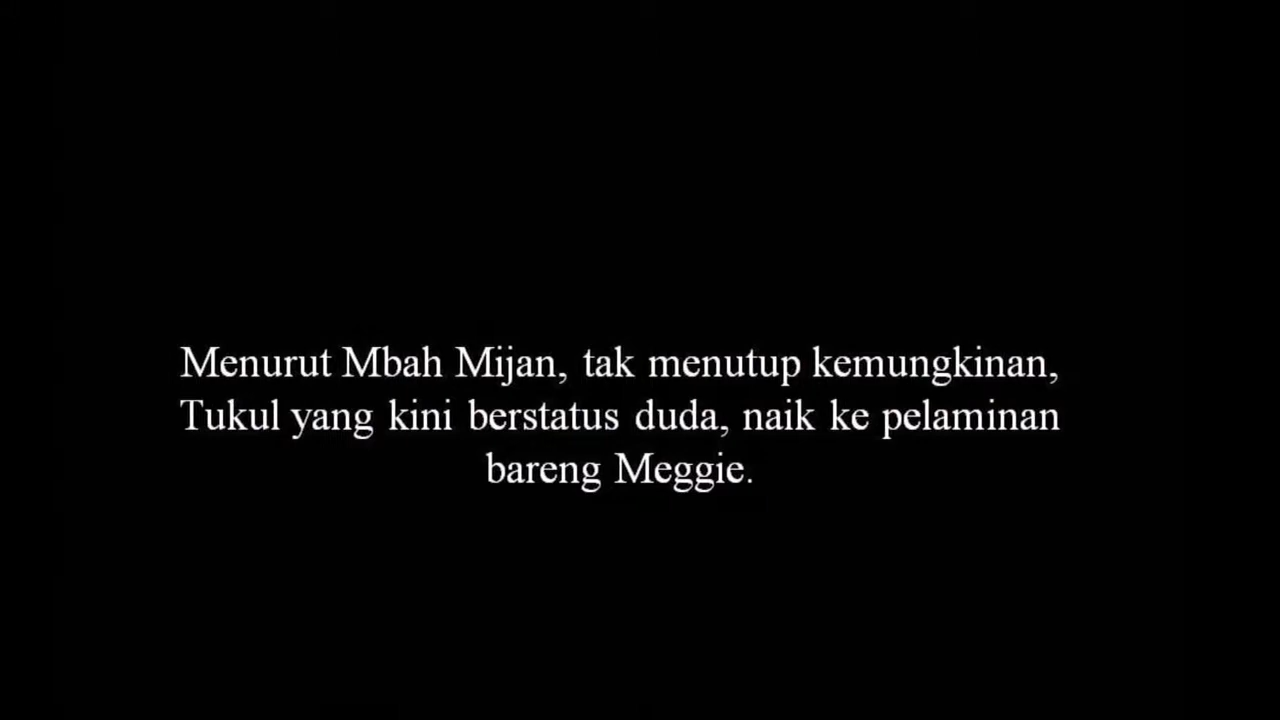 Menurut Mbah Mijan, tak menutup kemungkinan,
Tukul yang kini berstatus duda, naik ke pelaminan
bareng Meggie.